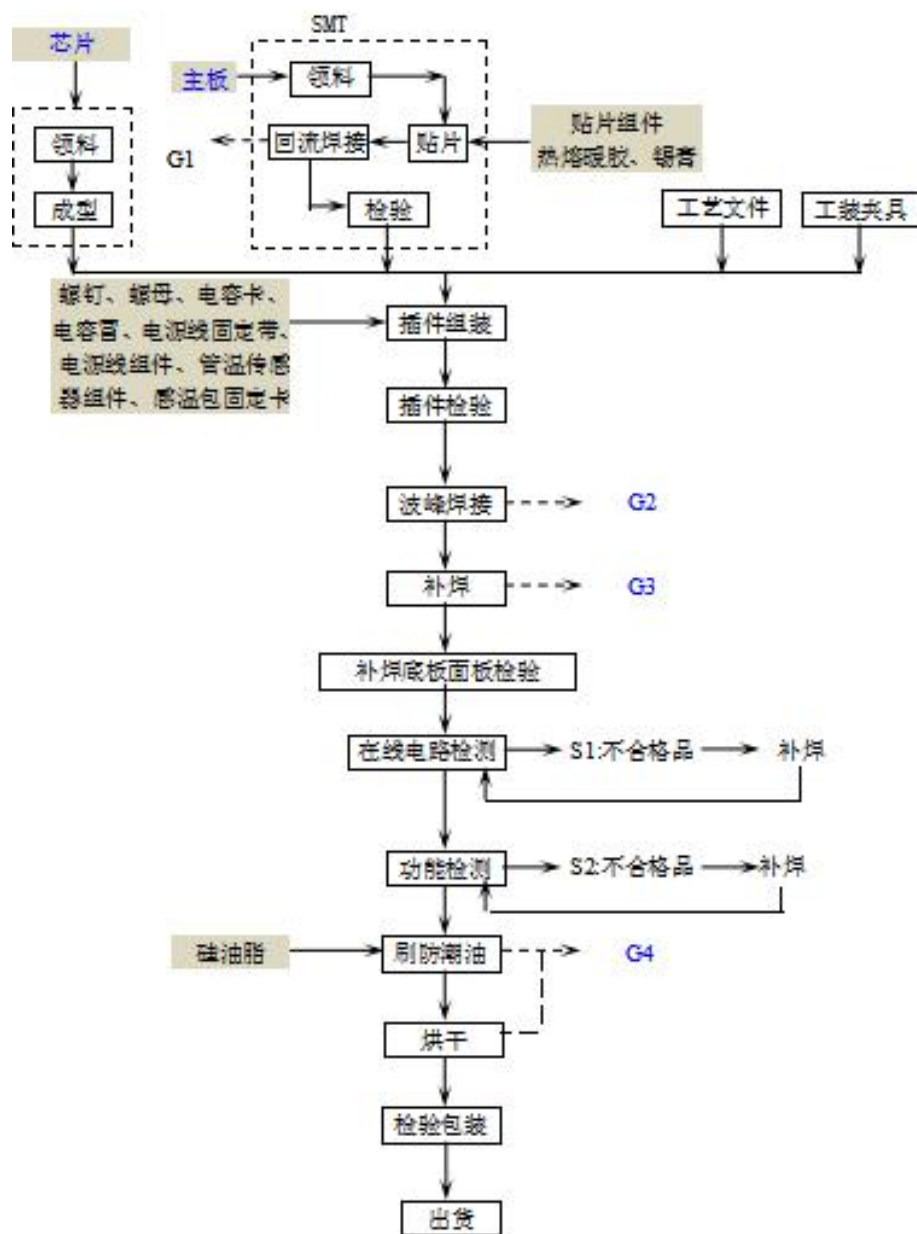 SMT
芯片
主板
领料
贴片组件
热熔暖胶、锡膏
领料
回流焊接
贴片
G1
成型
检验
工艺文件
工装夹具
螺钉、螺母、电容卡、
电容雷、电源线固定带、
电源线组件、管温传感
器组件、感温包固定卡
插件组装
插件检验
波峰焊接
G2
补焊
G3
补焊底板面板检验
在线电路检测
S1:不合格品
补焊
功能检测
S2:不合格品
补焊
硅油脂
刷防潮油
G4
烘干
检验包装
出货